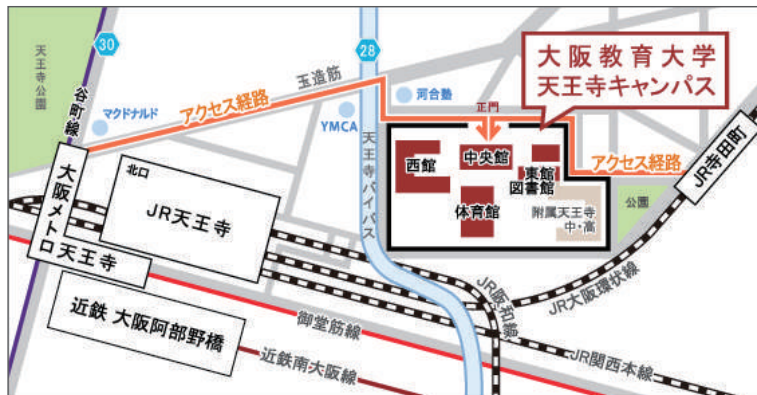 天王寺公園
30
谷町線
マクドナルド
アクセス経路
玉造筋
28
河合塾
YMCA
天王寺バイパス
大阪教育大学
天王寺キャンパス
正門
西館
中央館
東館
図書館
体育館
附属天王寺
中・高
アクセス経路
公園
JR寺田町
大阪メトロ
天王寺
北口
JR天王寺
近鉄 大阪阿部野橋
御堂筋線
近鉄南大阪線
JR阪和線
JR大阪環状線
JR関西本線